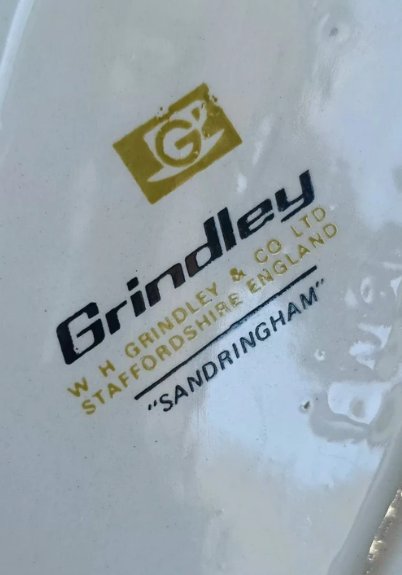 G
Grindley
W H GRINDLEY & CO LTD
STAFFORDSHIRE ENGLAND
"SANDRINGHAM"